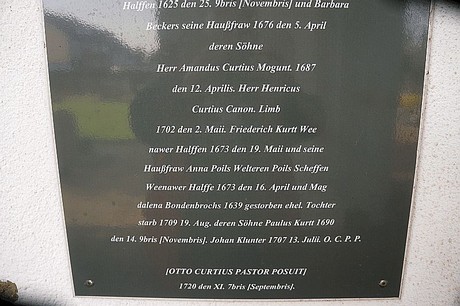 Halffen 1625 den 25. 9bris [Novembris] und Barbara
Beckers seine Haußfraw 1676 den 5. April
deren Söhne
Herr Amandus Curtius Mogunt. 1687
den 12. Aprilis. Herr Henricus
Curtius Canon. Limb
1702 den 2. Maii. Friederich Kurtt Wee
nawer Halffen 1673 den 19. Maii und seine
Haußfraw Anna Poils Welteren Poils Scheffen
Weenawer Halffe 1673 den 16. April und Mag
dalena Bondenbrochs 1639 gestorben ehel. Tochter
starb 1709 19. Aug. deren Söhne Paulus Kurtt 1690
den 14. 9bris [Novembris]. Johan Klunter 1707 13. Julii. O. C. P. P.
[OTTO CURTIUS PASTOR POSUIT]
1720 den XI. 7bris [Septembris].